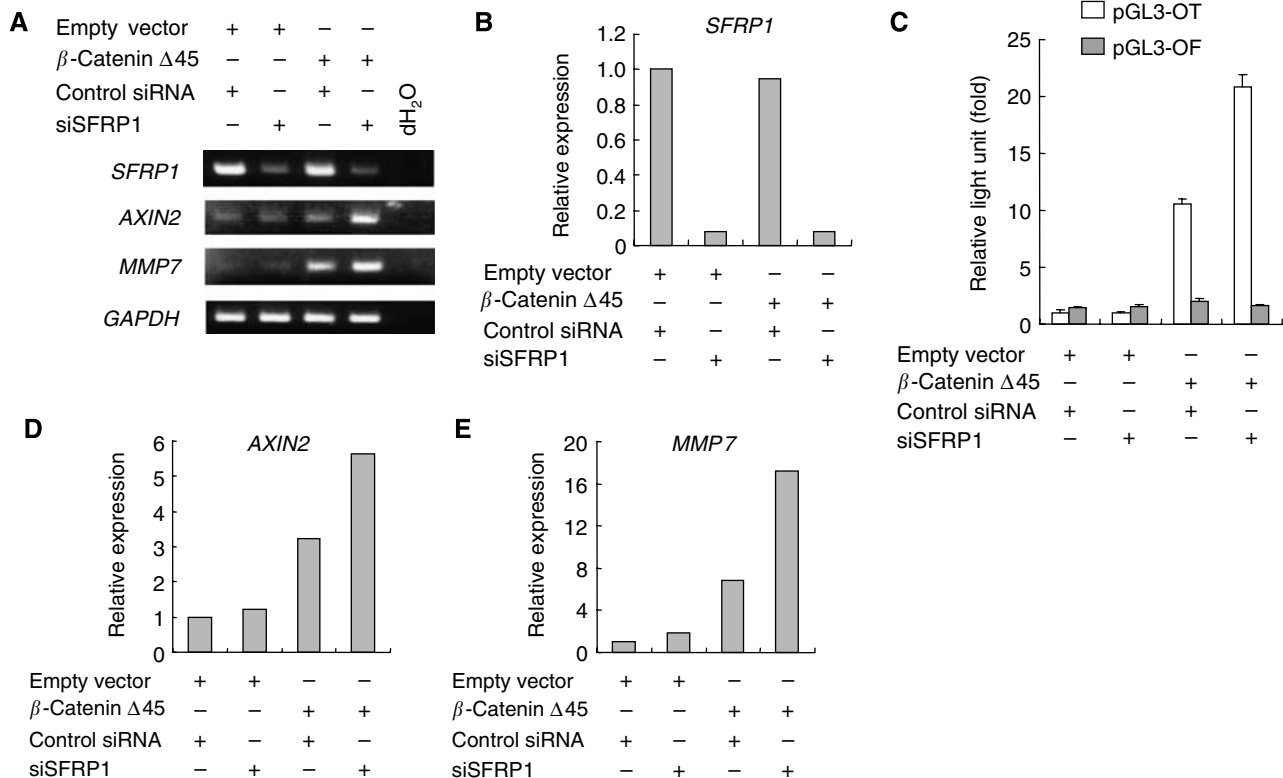 A
Empty vector + + − −
β-Catenin Δ45 − − + +
Control siRNA + − + −
siSFRP1 − + − +
dH2O
SFRP1
AXIN2
MMP7
GAPDH
B
SFRP1
Relative expression
1.2
1.0
0.8
0.6
0.4
0.2
0
Empty vector + + − −
β-Catenin Δ45 − − + +
Control siRNA + − + −
siSFRP1 − + − +
C
pGL3-OT
pGL3-OF
Relative light unit (fold)
25
20
15
10
5
0
Empty vector + + − −
β-Catenin Δ45 − − + +
Control siRNA + − + −
siSFRP1 − + − +
D
AXIN2
Relative expression
6
5
4
3
2
1
0
Empty vector + + − −
β-Catenin Δ45 − − + +
Control siRNA + − + −
siSFRP1 − + − +
E
MMP7
Relative expression
20
16
12
8
4
0
Empty vector + + − −
β-Catenin Δ45 − − + +
Control siRNA + − + −
siSFRP1 − + − +